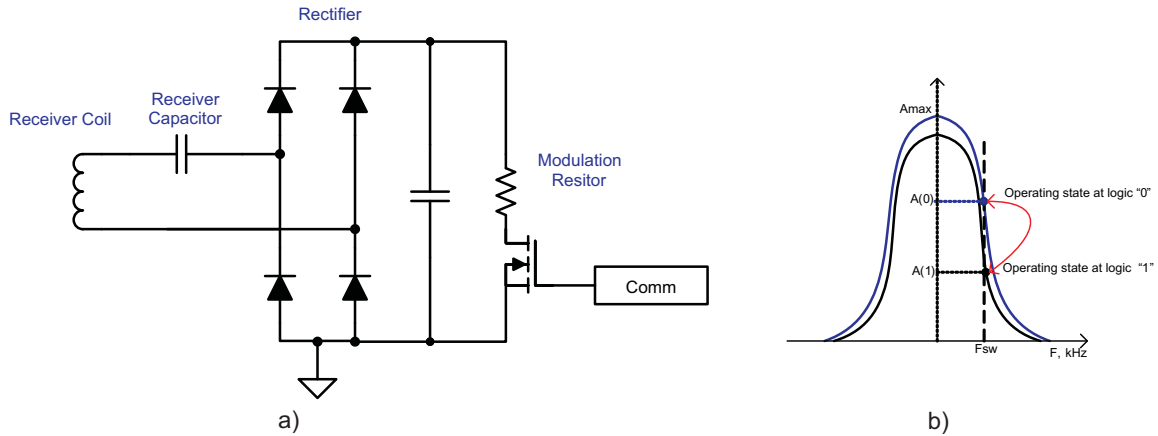 Rectifier
Receiver
Capacitor
Receiver Coil
Modulation
Resitor
Comm
a)
Amax
A(0)
Operating state at logic “0”
A(1)
Operating state at logic “1”
Fsw
F, kHz
b)